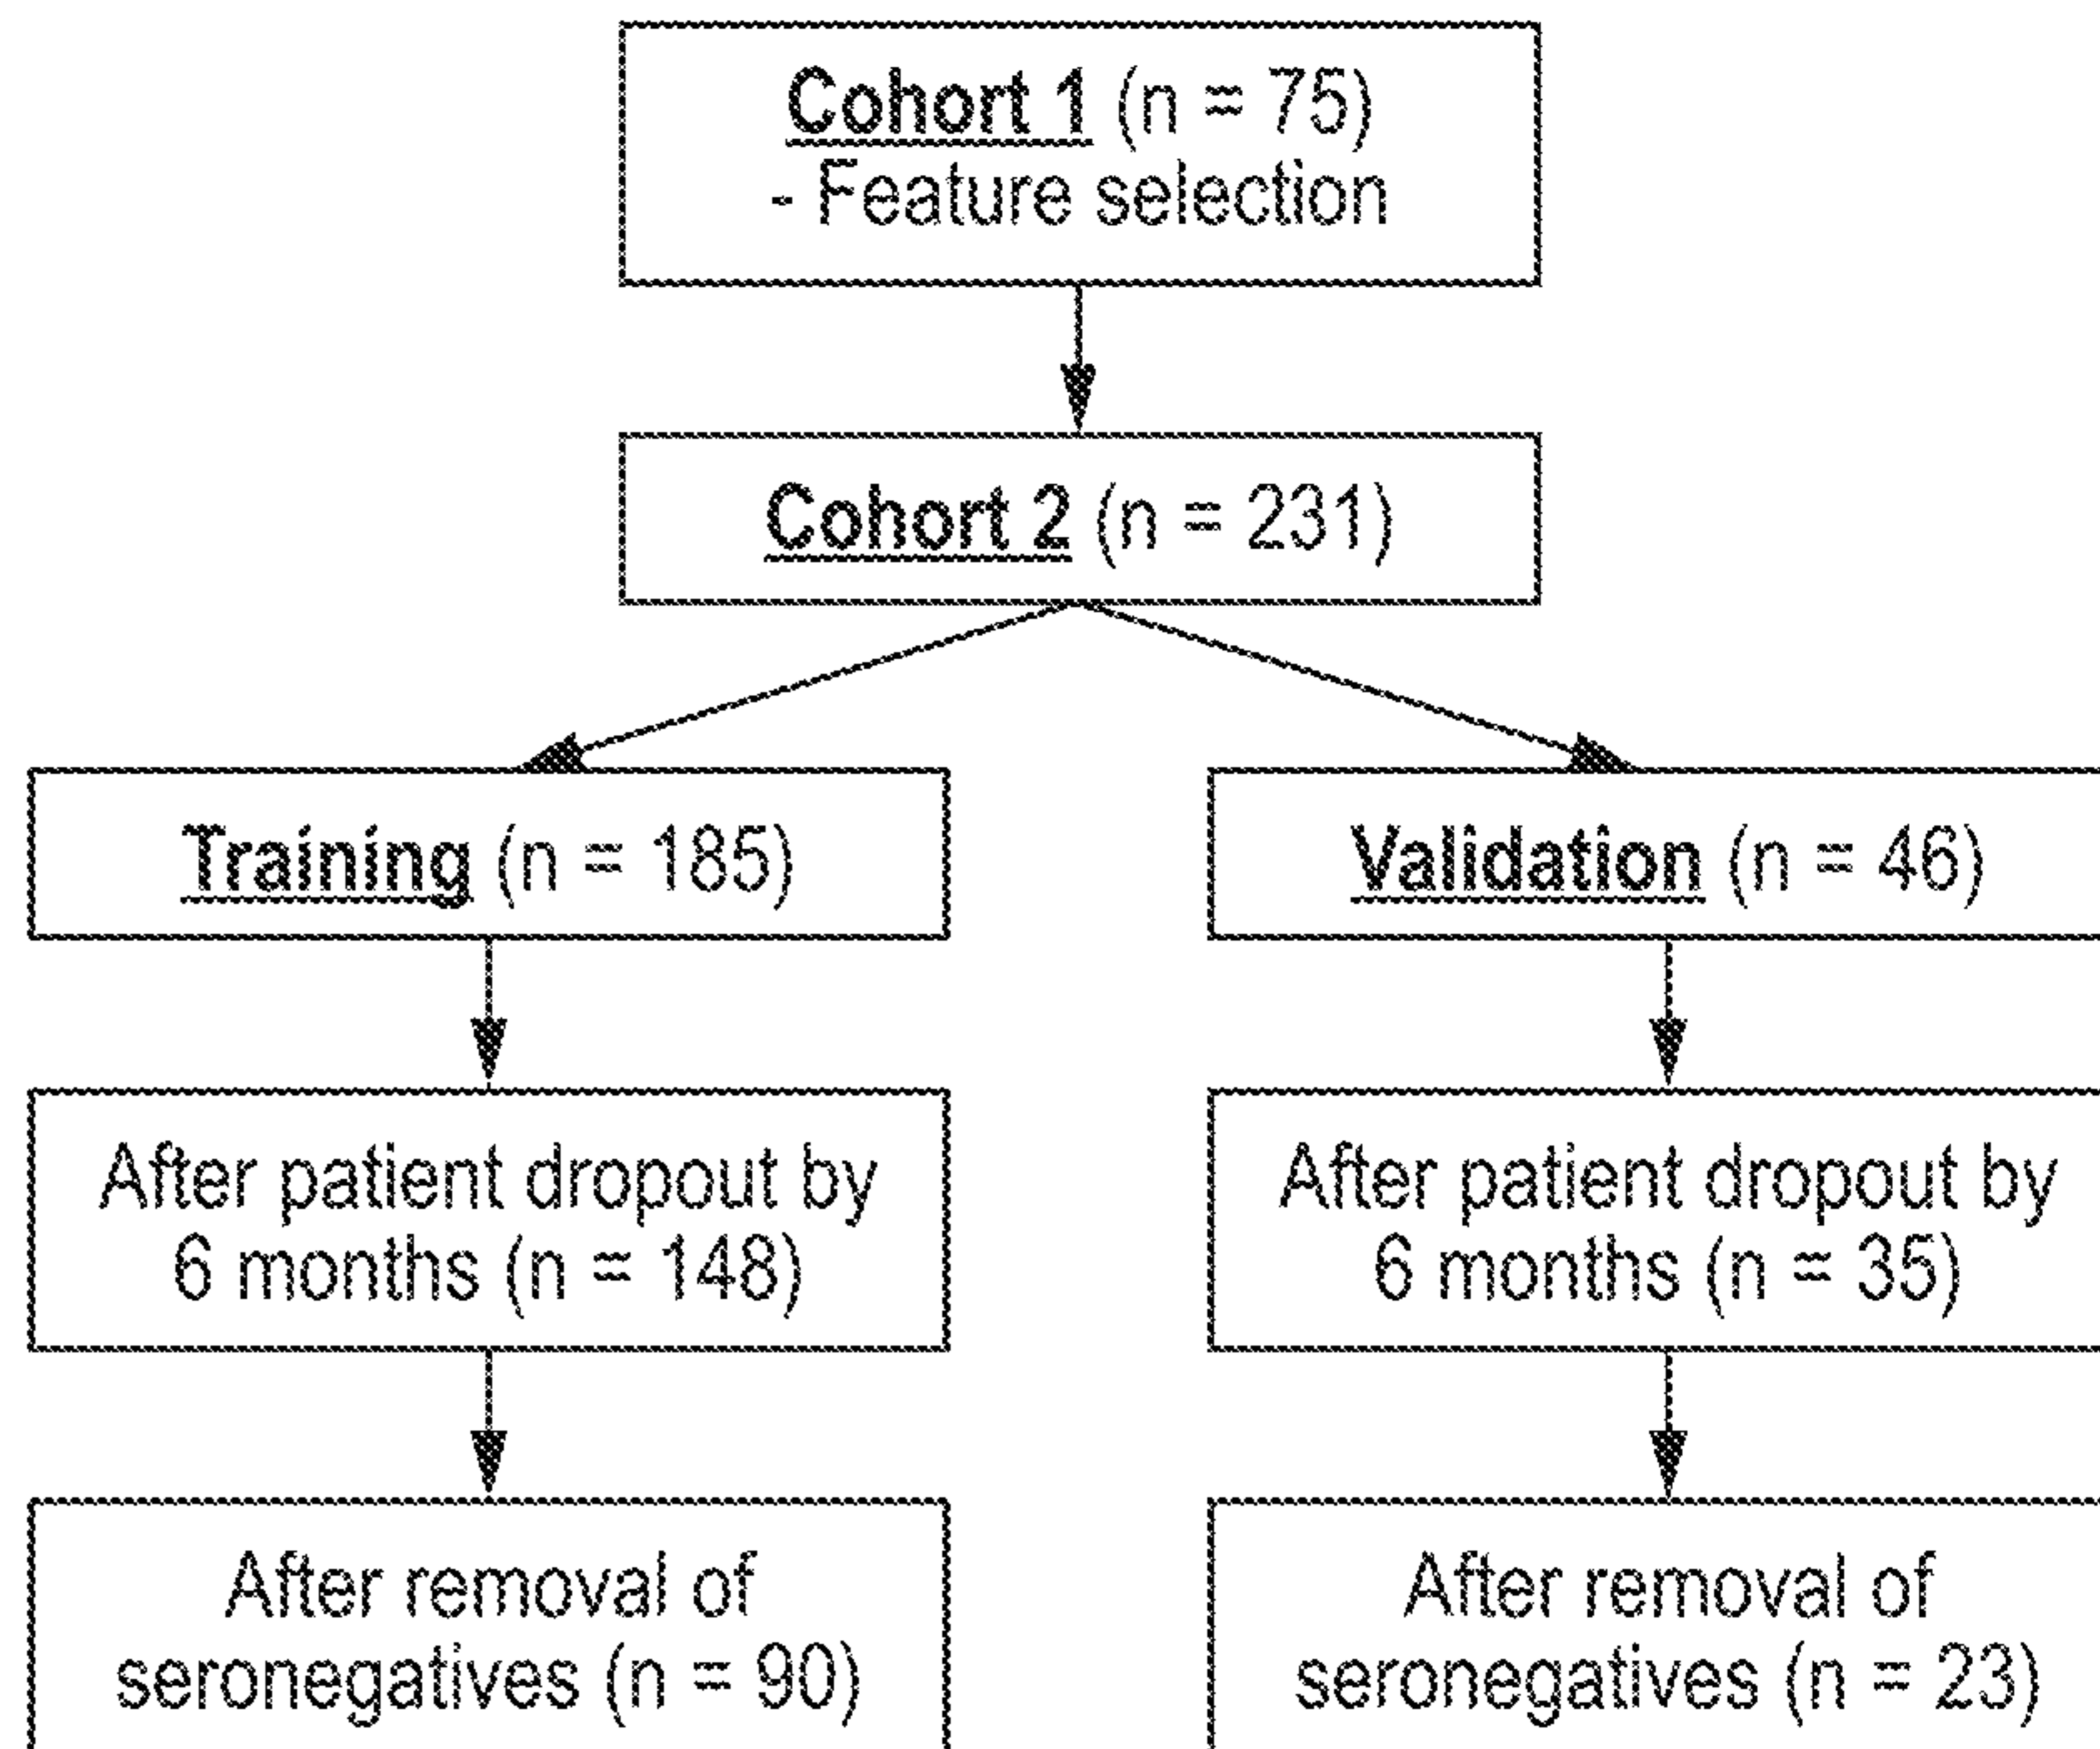 Cohort 1 (n = 75)
- Feature selection
Cohort 2 (n = 231)
Training (n = 185)
Validation (n = 46)
After patient dropout by
6 months (n = 148)
After patient dropout by
6 months (n = 35)
After removal of
seronegatives (n = 90)
After removal of
seronegatives (n = 23)